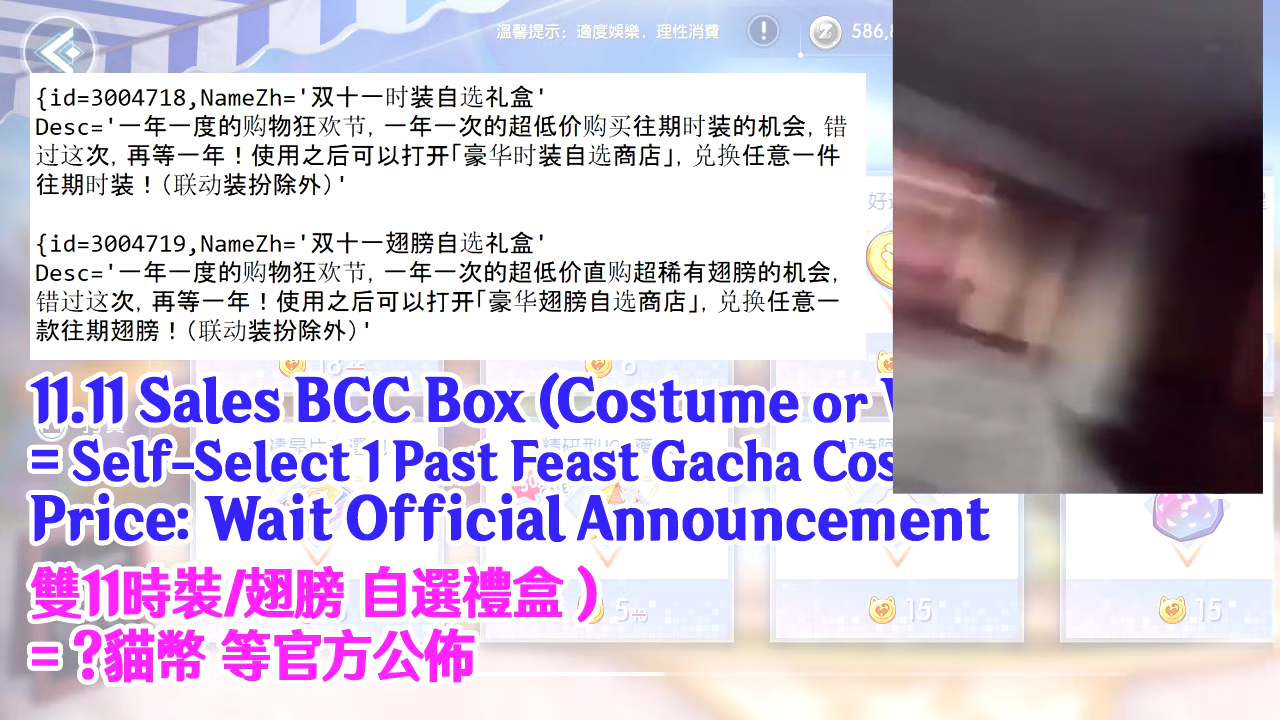 溫馨提示：適度娛樂，理性消費
586,8
{id=3004718,NameZh='双十一时装自选礼盒'
Desc='一年一度的购物狂欢节, 一年一次的超低价购买往期时装的机会, 错
过这次, 再等一年！使用之后可以打开「豪华时装自选商店」, 兑换任意一件
往期时装！（联动装扮除外）'
{id=3004719,NameZh='双十一翅膀自选礼盒'
Desc='一年一度的购物狂欢节, 一年一次的超低价直购超稀有翅膀的机会,
错过这次, 再等一年！使用之后可以打开「豪华翅膀自选商店」, 兑换任意一
款往期翅膀！（联动装扮除外）'
11.11 Sales BCC Box (Costume or
= Self-Select 1 Past Feast Gacha Cos
Price: Wait Official Announcement
雙11時裝/翅膀 自選禮盒 )
5
15
15
= ?貓幣 等官方公佈